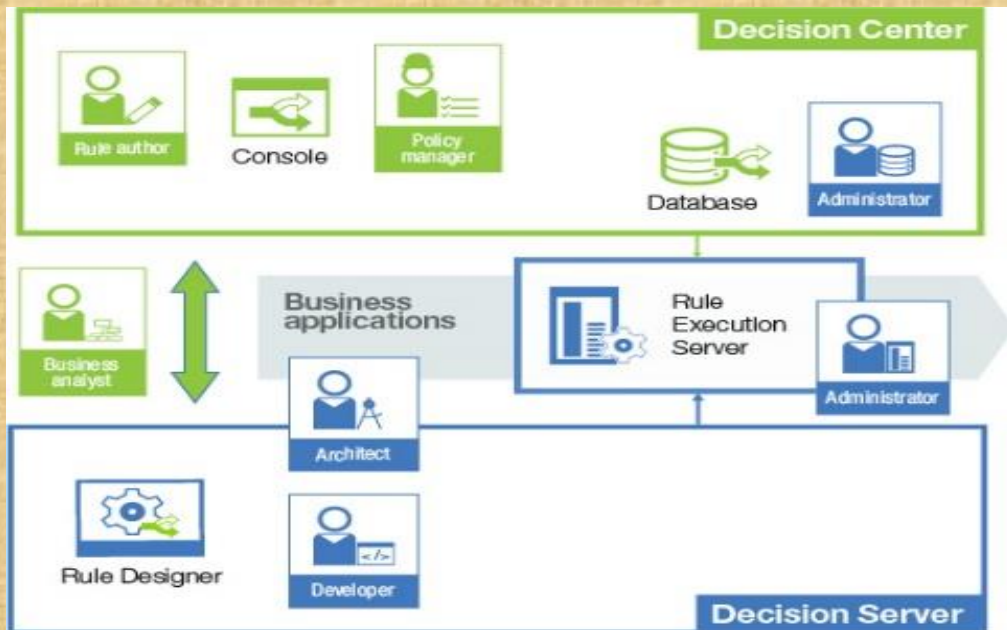 Decision Center
Rule author
Console
Policy
manager
Database
Administrator
Business
analyst
Business
applications
Rule
Execution
Server
Administrator
Architect
Rule Designer
</>
Developer
Decision Server